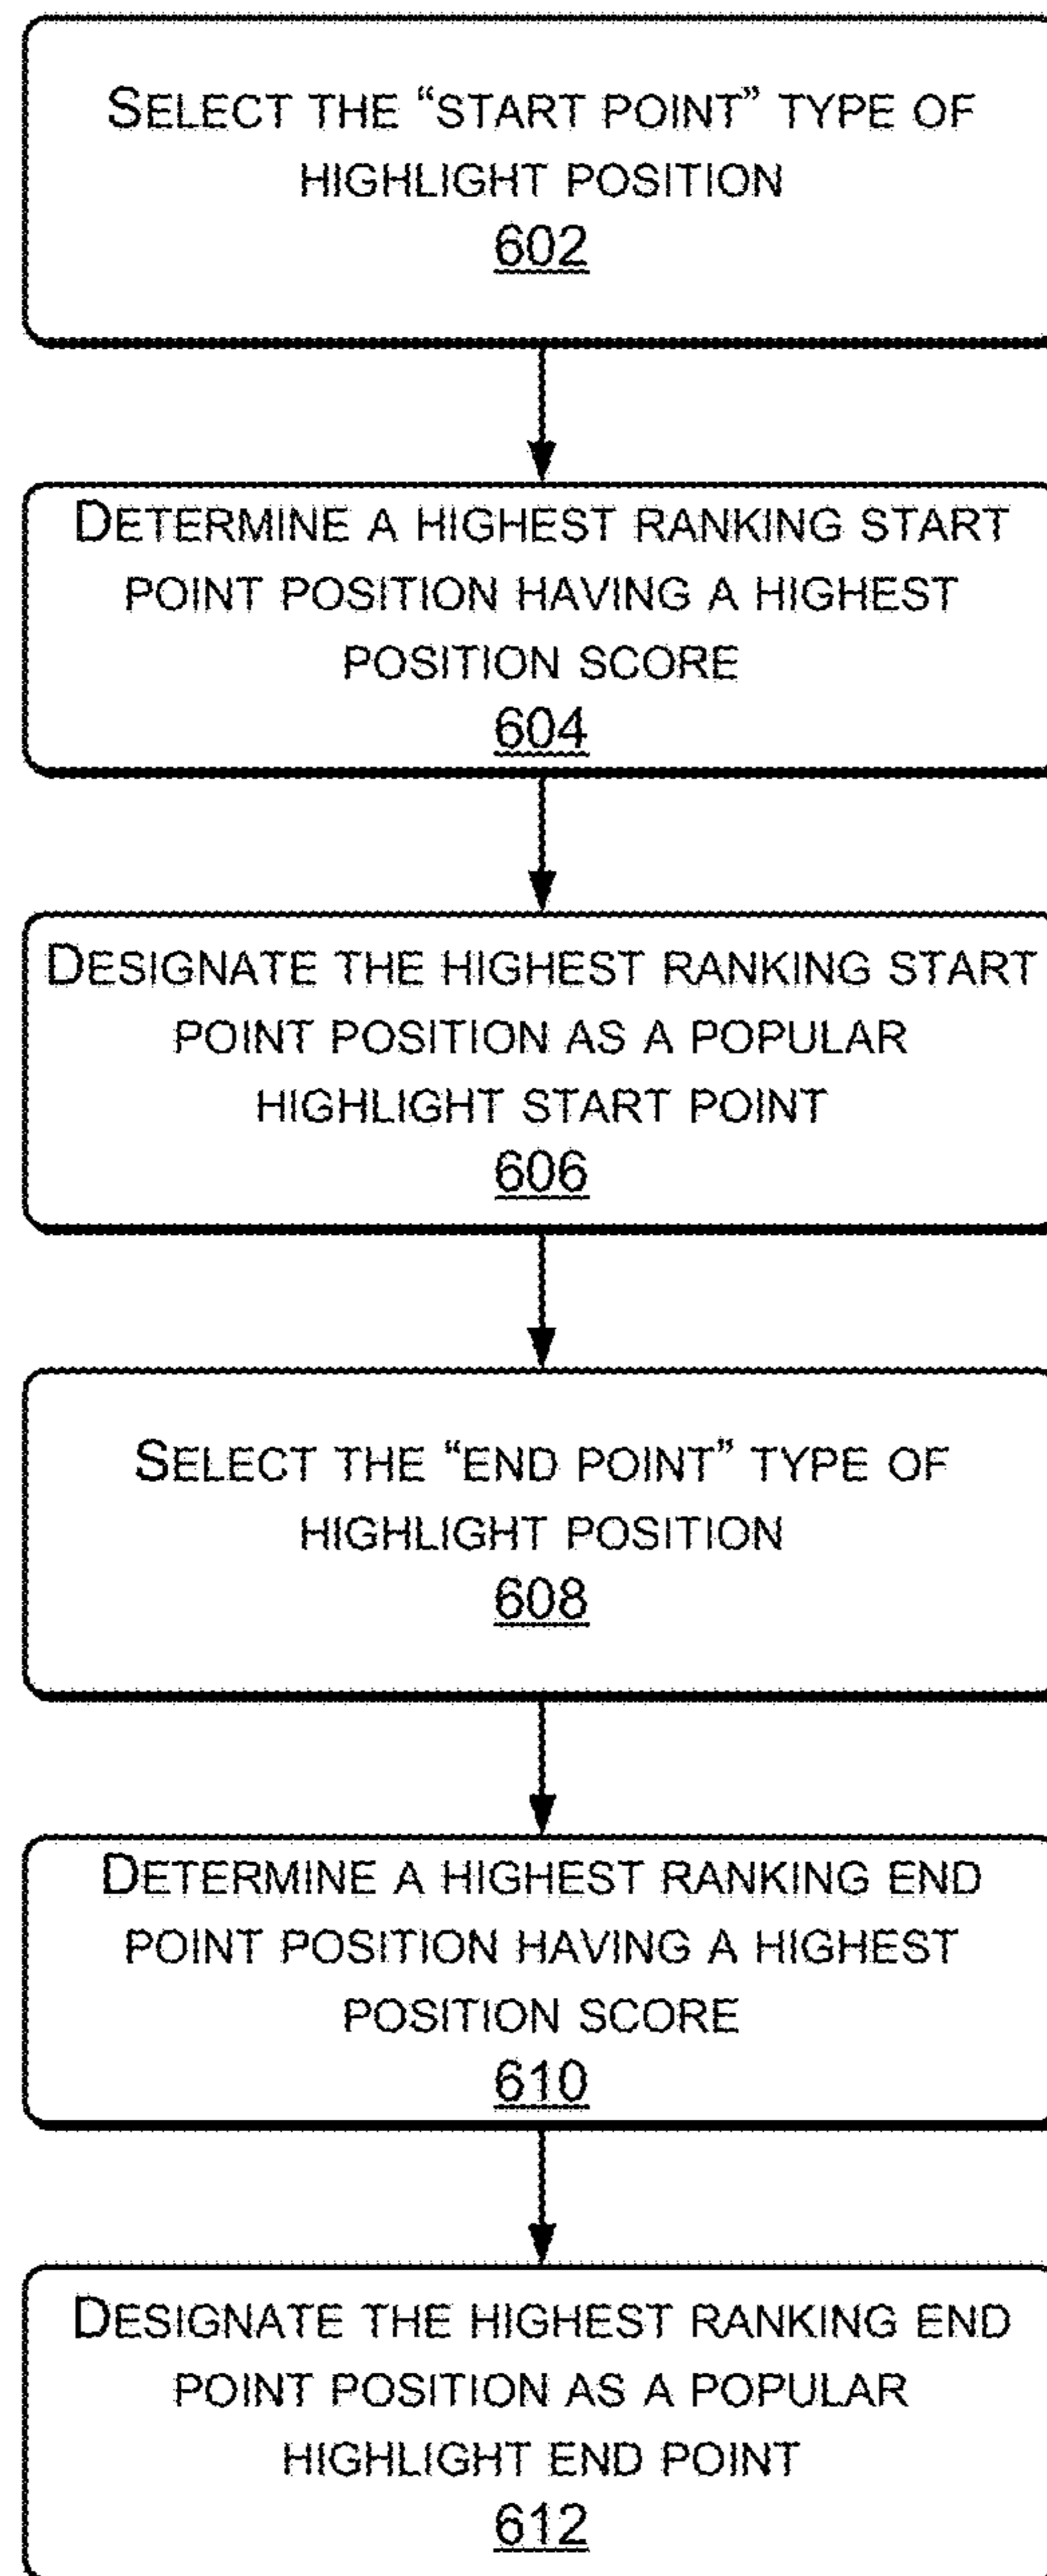 SELECT THE “START POINT” TYPE OF
HIGHLIGHT POSITION
602
DETERMINE A HIGHEST RANKING START
POINT POSITION HAVING A HIGHEST
POSITION SCORE
604
DESIGNATE THE HIGHEST RANKING START
POINT POSITION AS A POPULAR
HIGHLIGHT START POINT
606
SELECT THE “END POINT” TYPE OF
HIGHLIGHT POSITION
608
DETERMINE A HIGHEST RANKING END
POINT POSITION HAVING A HIGHEST
POSITION SCORE
610
DESIGNATE THE HIGHEST RANKING END
POINT POSITION AS A POPULAR
HIGHLIGHT END POINT
612